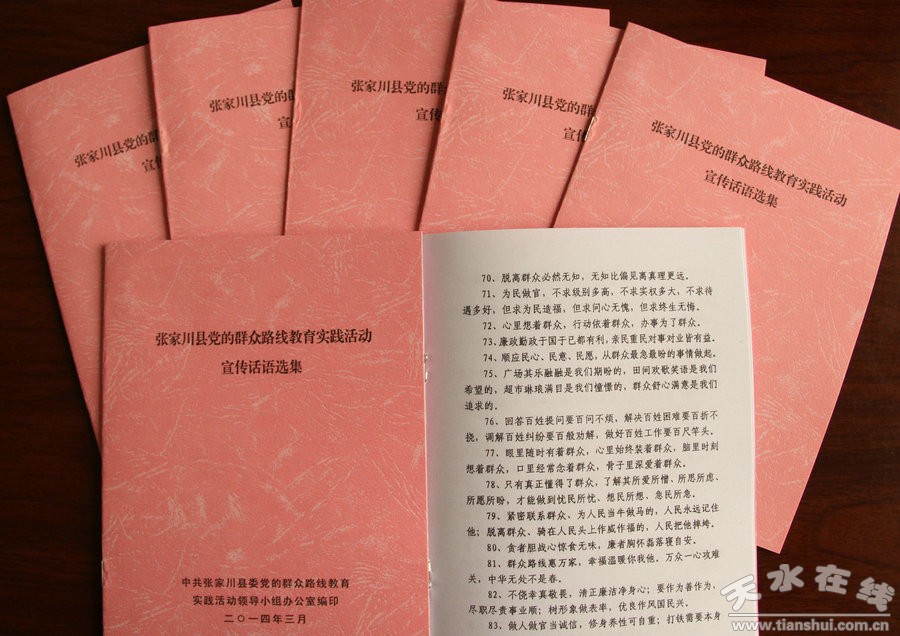 张家川县党的群
宣传
张家川县党的群
宣
张家川县党的群众
宣传
张家川县党的群
宣传
张家川县党的群众路线教育实践活动
宣传话语选集
张家川县党的群众路线教育实践活动
宣传话语选集
中共张家川县委党的群众路线教育
实践活动领导小组办公室编印
二〇一四年三月
70、脱离群众必然无知，无知比偏见离真理更远。
71、为民做官，不求级别多高，不求实权多大，不求待
遇多好，但求为民造福，但求问心无愧，但求终生无悔。
72、心里想着群众，行动依着群众，办事为了群众。
73、廉政勤政于国于已都有利，亲民重民对事对业皆有益。
74、顺应民心、民意、民愿，从群众最急最盼的事情做起。
75、广场其乐融融是我们期盼的，田间欢歌笑语是我们
希望的，超市琳琅满目是我们憧憬的，群众舒心满意是我们
追求的。
76、回答百姓提问要百问不烦，解决百姓困难要百折不
挠，调解百姓纠纷要百般劝解，做好百姓工作要百尺竿头。
77、眼里随时有着群众，心里始终装着群众，脑里时刻
想着群众，口里经常念着群众，骨子里深爱着群众。
78、只有真正懂得了群众，了解其所爱所憎、所思所虑、
所愿所盼，才能做到忧民所忧、想民所想、急民所急。
79、紧密联系群众、为人民当牛做马的，人民永远记住
他；脱离群众、骑在人民头上作威作福的，人民把他摔垮。
80、贪者胆战心惊食无味，廉者胸怀磊落寝自安。
81、群众路线惠万家，幸福温暖你我他。万众一心攻难
关，中华无处不是春。
82、不侥幸真敬畏，清正廉洁净身心；要作为善作为，
尽职尽责事业顺；树形象做表率，优良作风国民兴。
83、做人做官当诚信，修身养性可自重；打铁需要本身
天水在线
www.tianshui.com.cn